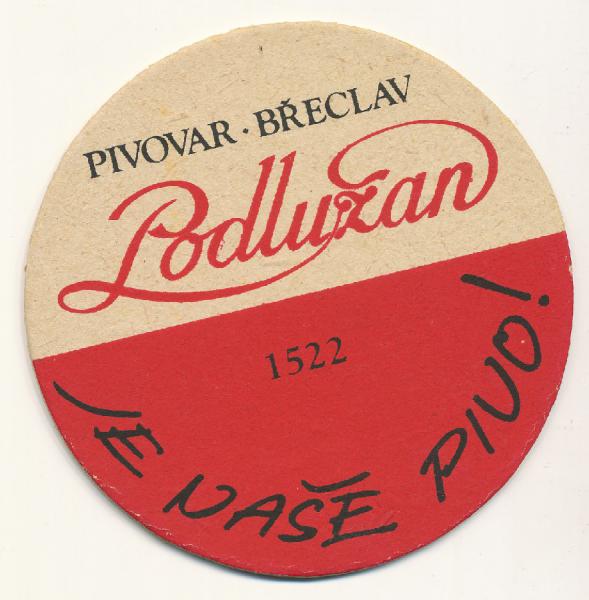 PIVOVAR · BŘECLAV
Podlužan
1522
JE NAŠE PIVO!